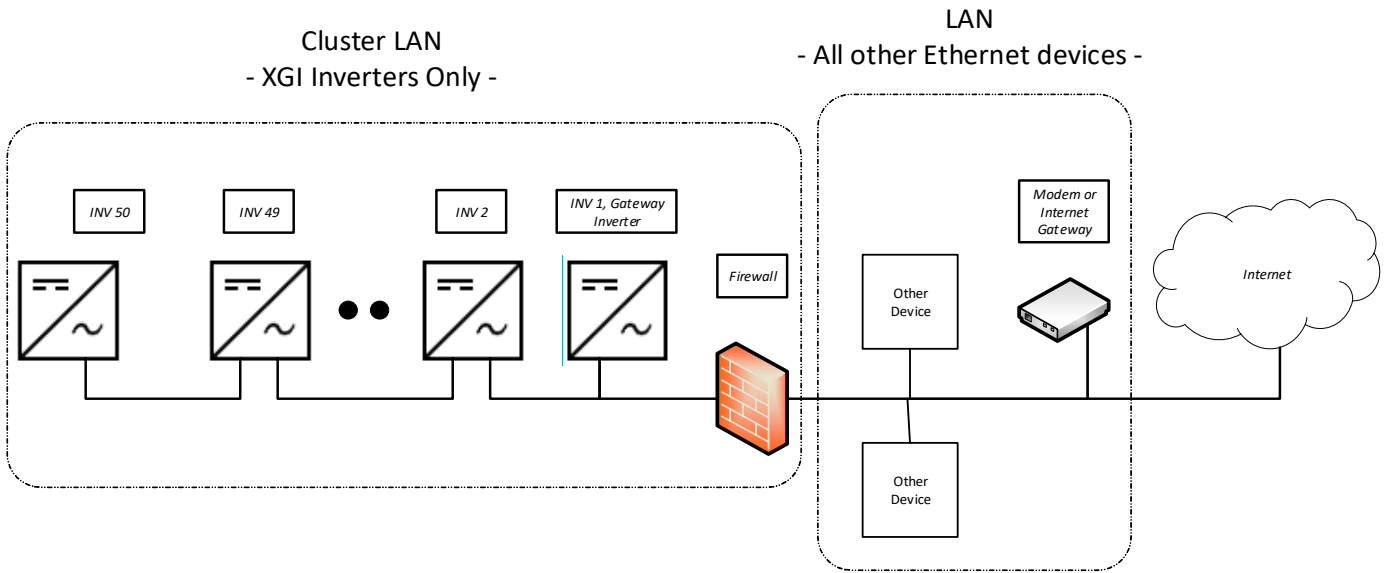 Cluster LAN
- XGI Inverters Only -
LAN
- All other Ethernet devices -
INV 50
INV 49
INV 2
INV 1, Gateway
Inverter
Firewall
Other
Device
Modem or
Internet
Gateway
Internet
Other
Device